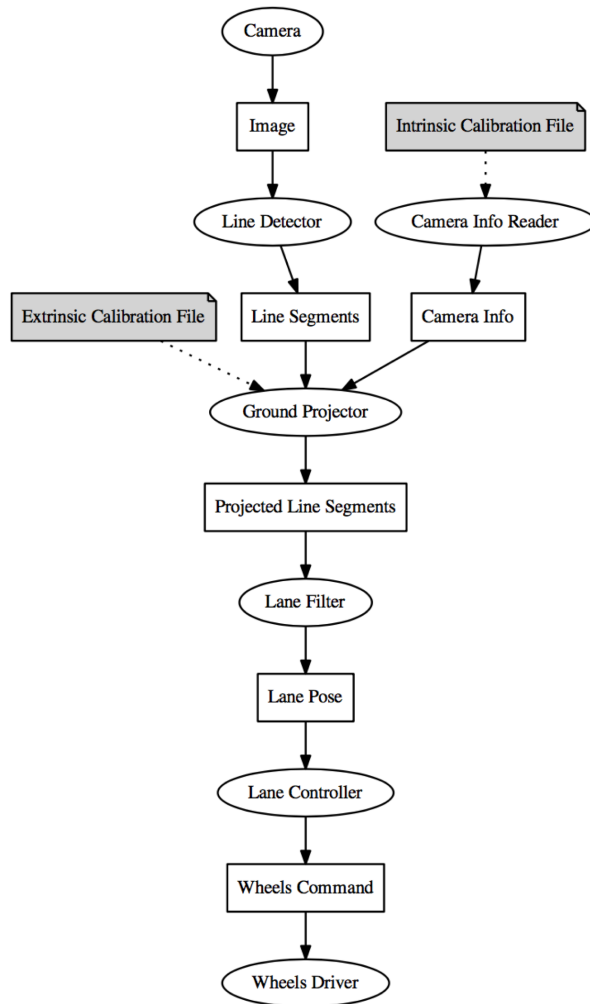 Camera
Image
Intrinsic Calibration File
Line Detector
Camera Info Reader
Extrinsic Calibration File
Line Segments
Camera Info
Ground Projector
Projected Line Segments
Lane Filter
Lane Pose
Lane Controller
Wheels Command
Wheels Driver